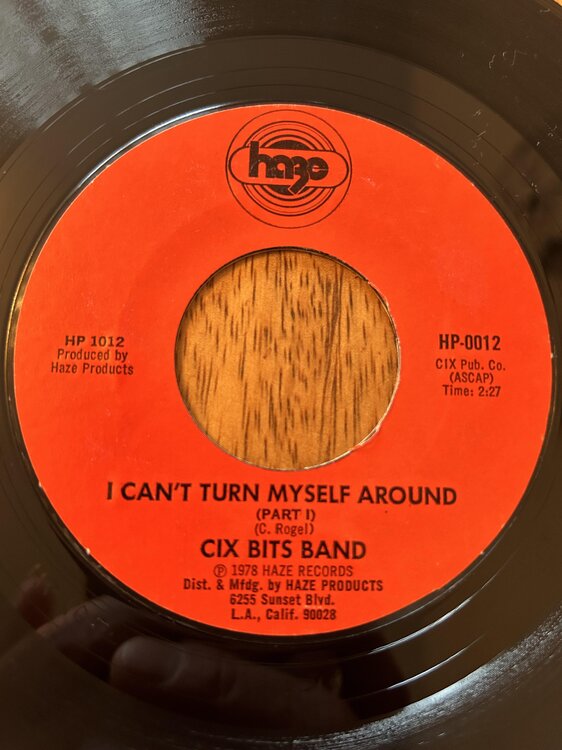 haze
HP 1012
Produced by
Haze Products
HP-0012
CIX Pub. Co.
(ASCAP)
Time: 2:27
I CAN'T TURN MYSELF AROUND
(PART I)
(C. Rogel)
CIX BITS BAND
Ⓟ 1978 HAZE RECORDS
Dist. & Mfdg. by HAZE PRODUCTS
6255 Sunset Blvd.
L.A., Calif. 90028